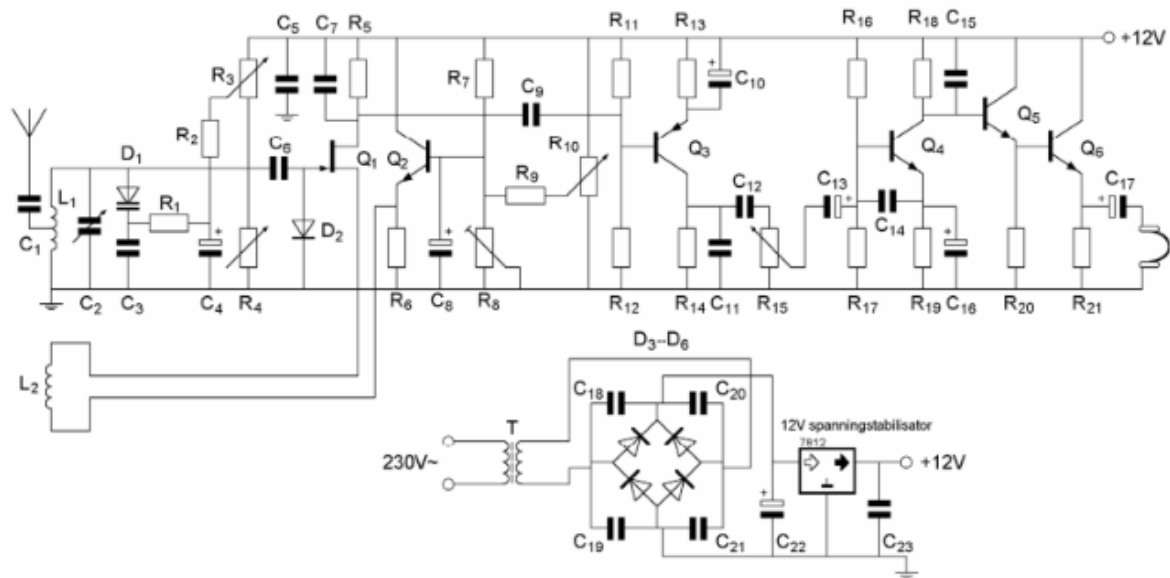 C5 C7 R5 R11 R13 R16 R18 C15
+12V
R3 R7 C9 + C10
R2 C6 Q1 Q2 R10 Q3 Q4 Q5 Q6
D1 L1 R1 R9 C12 C13 C17
+ D2 + + C14 + +
C1
C2 C3 C4 R4 R6 C8 R8 R12 R14 C11 R15 R17 R19 C16 R20 R21
L2
D3--D6
C18 C20
T
12V spanningstabilisator
7812
230V~ +12V
+
C19 C21 C22 C23